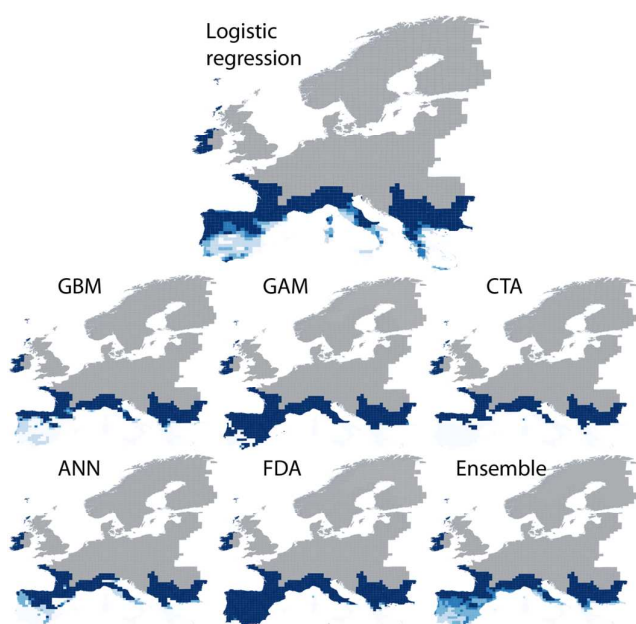 Logistic
regression
GBM
GAM
CTA
ANN
FDA
Ensemble